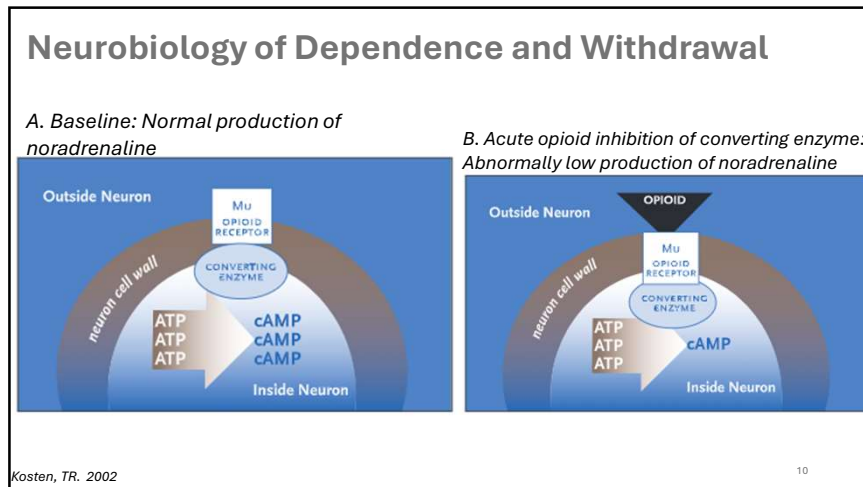 Neurobiology of Dependence and Withdrawal
A. Baseline: Normal production of
noradrenaline
Outside Neuron
Mu
OPIOID
RECEPTOR
CONVERTING
ENZYME
neuron cell wall
ATP
ATP
ATP
cAMP
cAMP
cAMP
Inside Neuron
B. Acute opioid inhibition of converting enzyme:
Abnormally low production of noradrenaline
OPIOID
Outside Neuron
Mu
OPIOID
RECEPTOR
CONVERTING
ENZYME
neuron cell wall
ATP
ATP
ATP
cAMP
Inside Neuron
Kosten, TR. 2002
10